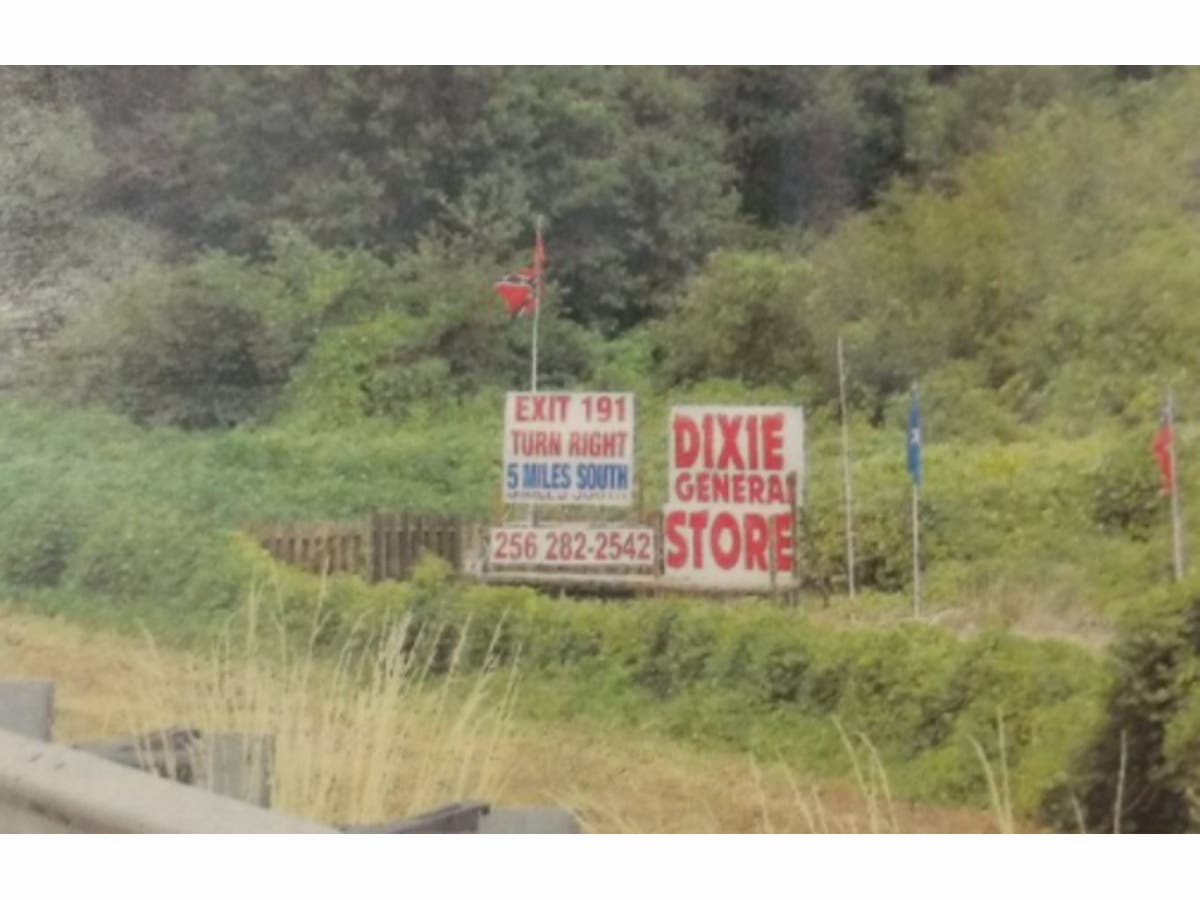 EXIT 191
TURN RIGHT
5 MILES SOUTH
256 282-2542
DIXIE
GENERAL
STORE